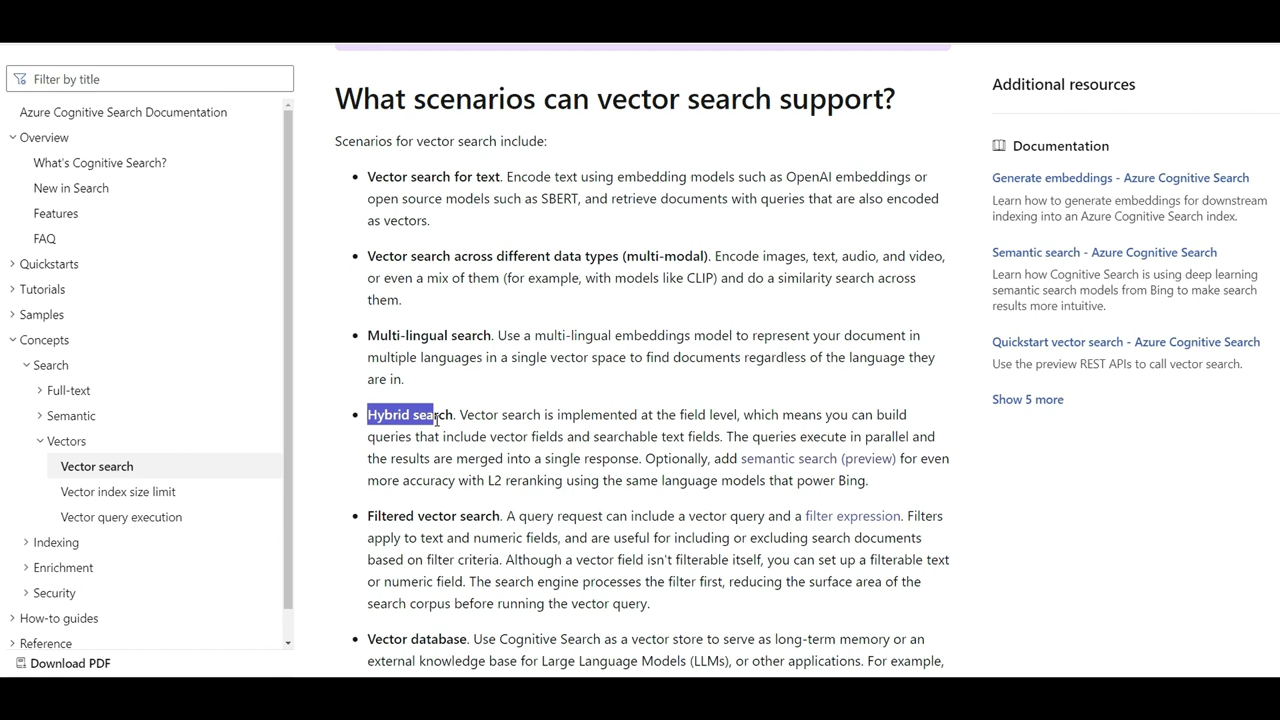 Filter by title
Azure Cognitive Search Documentation
Overview
What's Cognitive Search?
New in Search
Features
FAQ
Quickstarts
Tutorials
Samples
Concepts
Search
Full-text
Semantic
Vectors
Vector search
Vector index size limit
Vector query execution
Indexing
Enrichment
Security
How-to guides
Reference
Download PDF
What scenarios can vector search support?
Scenarios for vector search include:
• Vector search for text. Encode text using embedding models such as OpenAI embeddings or
open source models such as SBERT, and retrieve documents with queries that are also encoded
as vectors.
• Vector search across different data types (multi-modal). Encode images, text, audio, and video,
or even a mix of them (for example, with models like CLIP) and do a similarity search across
them.
• Multi-lingual search. Use a multi-lingual embeddings model to represent your document in
multiple languages in a single vector space to find documents regardless of the language they
are in.
• Hybrid search. Vector search is implemented at the field level, which means you can build
queries that include vector fields and searchable text fields. The queries execute in parallel and
the results are merged into a single response. Optionally, add semantic search (preview) for even
more accuracy with L2 reranking using the same language models that power Bing.
• Filtered vector search. A query request can include a vector query and a filter expression. Filters
apply to text and numeric fields, and are useful for including or excluding search documents
based on filter criteria. Although a vector field isn't filterable itself, you can set up a filterable text
or numeric field. The search engine processes the filter first, reducing the surface area of the
search corpus before running the vector query.
• Vector database. Use Cognitive Search as a vector store to serve as long-term memory or an
external knowledge base for Large Language Models (LLMs), or other applications. For example,
Additional resources
Documentation
Generate embeddings - Azure Cognitive Search
Learn how to generate embeddings for downstream
indexing into an Azure Cognitive Search index.
Semantic search - Azure Cognitive Search
Learn how Cognitive Search is using deep learning
semantic search models from Bing to make search
results more intuitive.
Quickstart vector search - Azure Cognitive Search
Use the preview REST APIs to call vector search.
Show 5 more